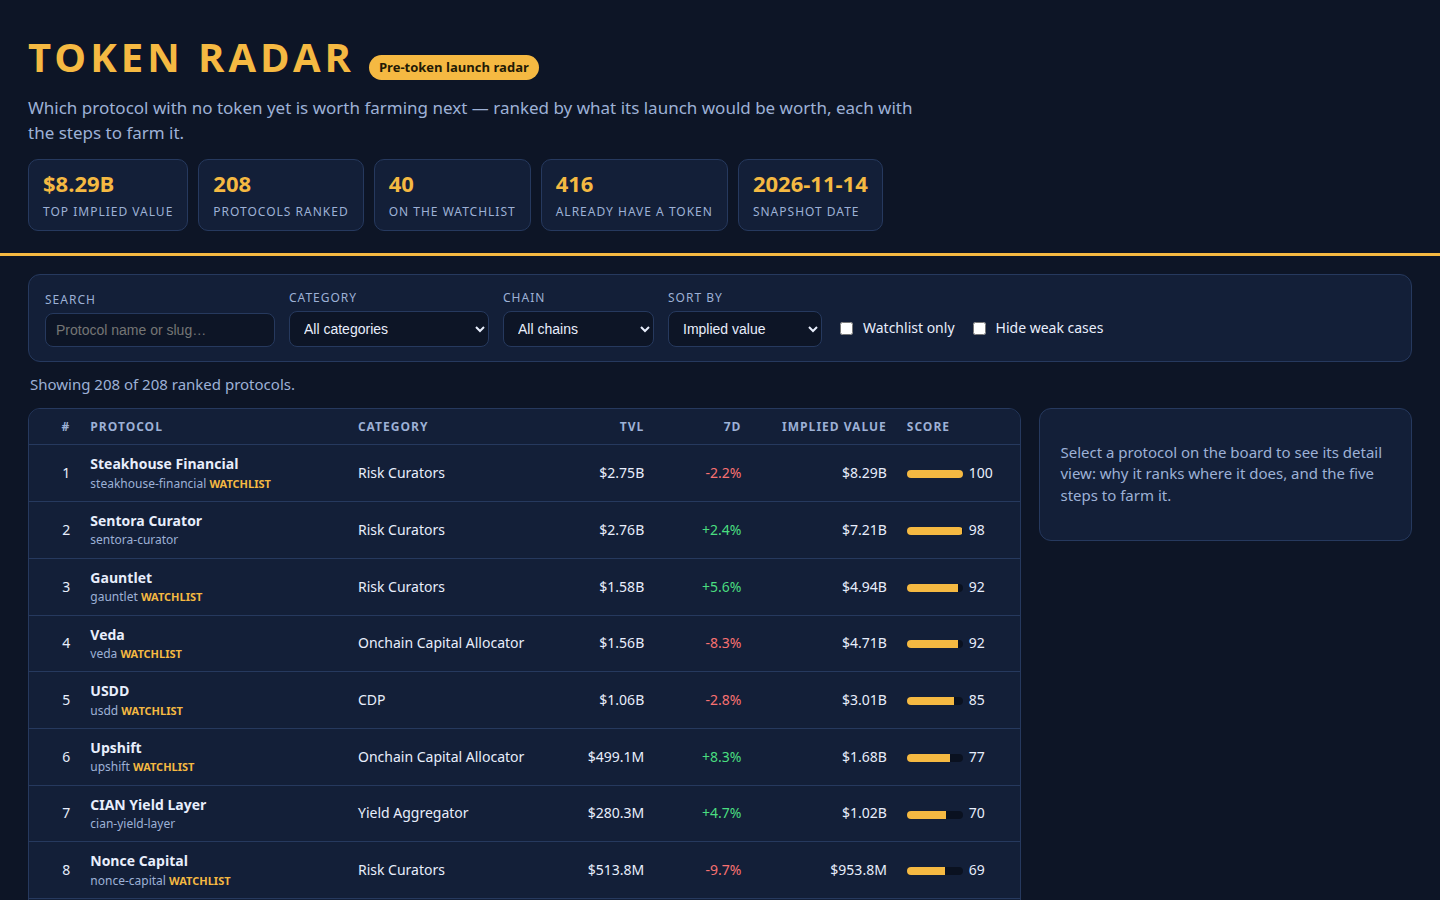 TOKEN RADAR Pre-token launch radar
Which protocol with no token yet is worth farming next — ranked by what its launch would be worth, each with
the steps to farm it.
$8.29B 208 40 416 2026-11-14
TOP IMPLIED VALUE PROTOCOLS RANKED ON THE WATCHLIST ALREADY HAVE A TOKEN SNAPSHOT DATE
SEARCH CATEGORY CHAIN SORT BY
Protocol name or slug… All categories All chains Implied value Watchlist only Hide weak cases
Showing 208 of 208 ranked protocols.
# PROTOCOL CATEGORY TVL 7D IMPLIED VALUE SCORE
1 Steakhouse Financial Risk Curators $2.75B -2.2% $8.29B 100
steakhouse-financial WATCHLIST
2 Sentora Curator Risk Curators $2.76B +2.4% $7.21B 98
sentora-curator
3 Gauntlet Risk Curators $1.58B +5.6% $4.94B 92
gauntlet WATCHLIST
4 Veda Onchain Capital Allocator $1.56B -8.3% $4.71B 92
veda WATCHLIST
5 USDD CDP $1.06B -2.8% $3.01B 85
usdd WATCHLIST
6 Upshift Onchain Capital Allocator $499.1M +8.3% $1.68B 77
upshift WATCHLIST
7 CIAN Yield Layer Yield Aggregator $280.3M +4.7% $1.02B 70
cian-yield-layer
8 Nonce Capital Risk Curators $513.8M -9.7% $953.8M 69
nonce-capital WATCHLIST
Select a protocol on the board to see its detail
view: why it ranks where it does, and the five
steps to farm it.